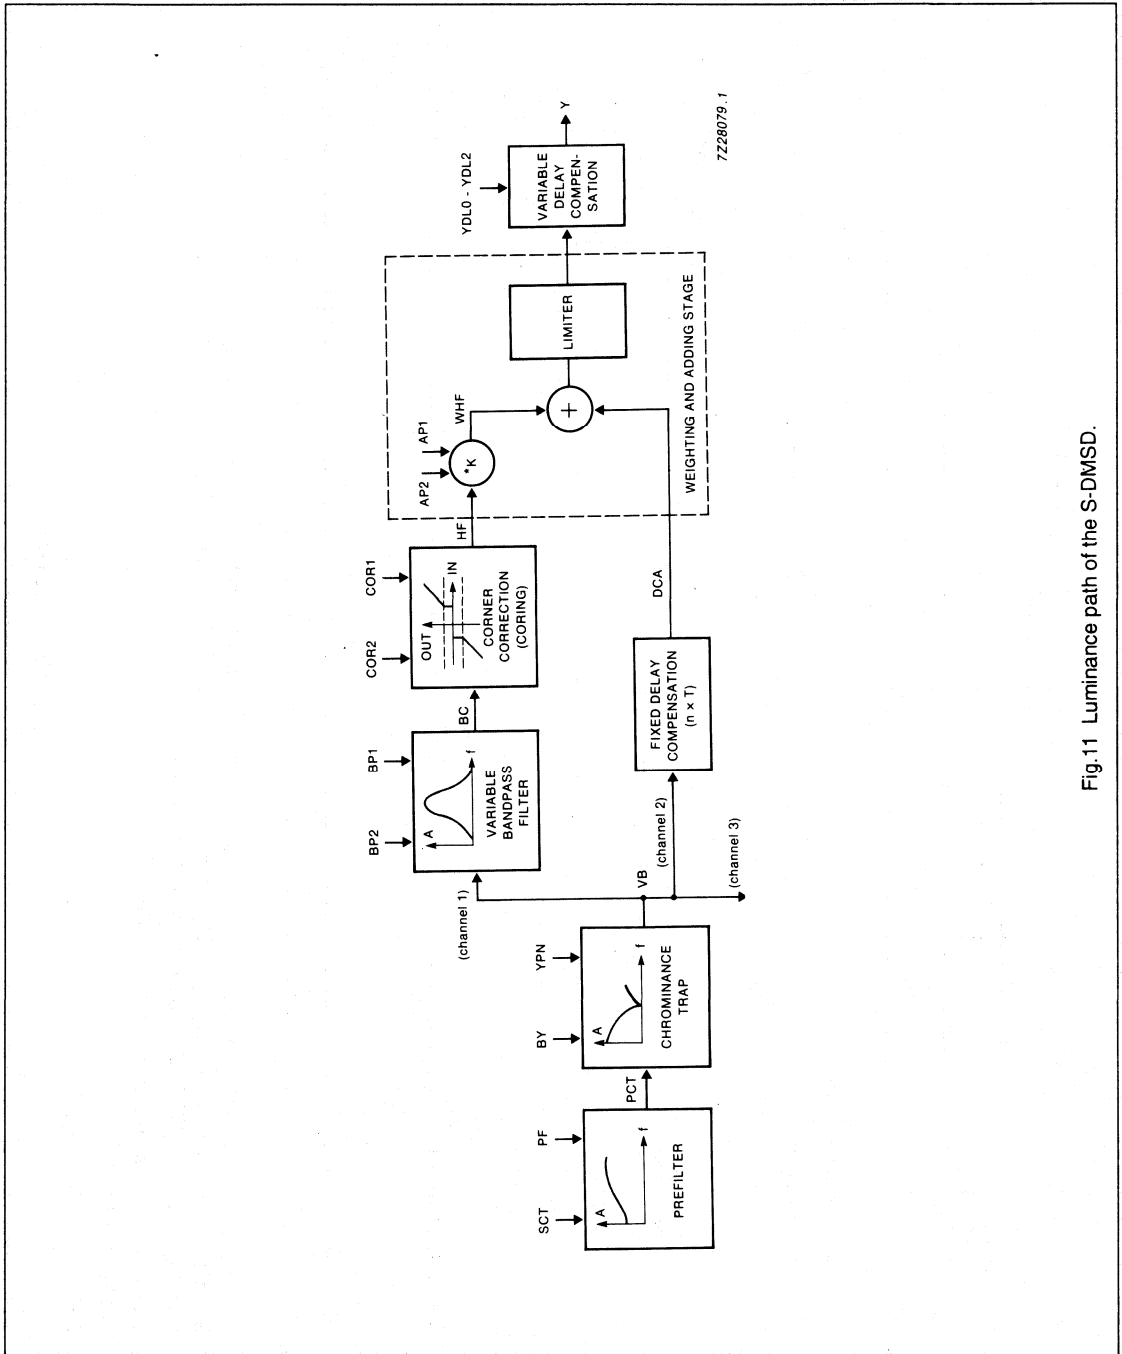 SCT
PF
A
f
PREFILTER
PCT
BY
YPN
A
f
CHROMINANCE
TRAP
VB
(channel 1)
(channel 2)
(channel 3)
BP2
BP1
A
f
VARIABLE
BANDPASS
FILTER
BC
COR2
COR1
OUT
IN
CORNER
CORRECTION
(CORING)
HF
FIXED DELAY
COMPENSATION
(n × T)
DCA
AP2
AP1
*K
WHF
+
LIMITER
WEIGHTING AND ADDING STAGE
YDL0 - YDL2
VARIABLE
DELAY
COMPEN-
SATION
Y
7Z28079.1
Fig.11 Luminance path of the S-DMSD.